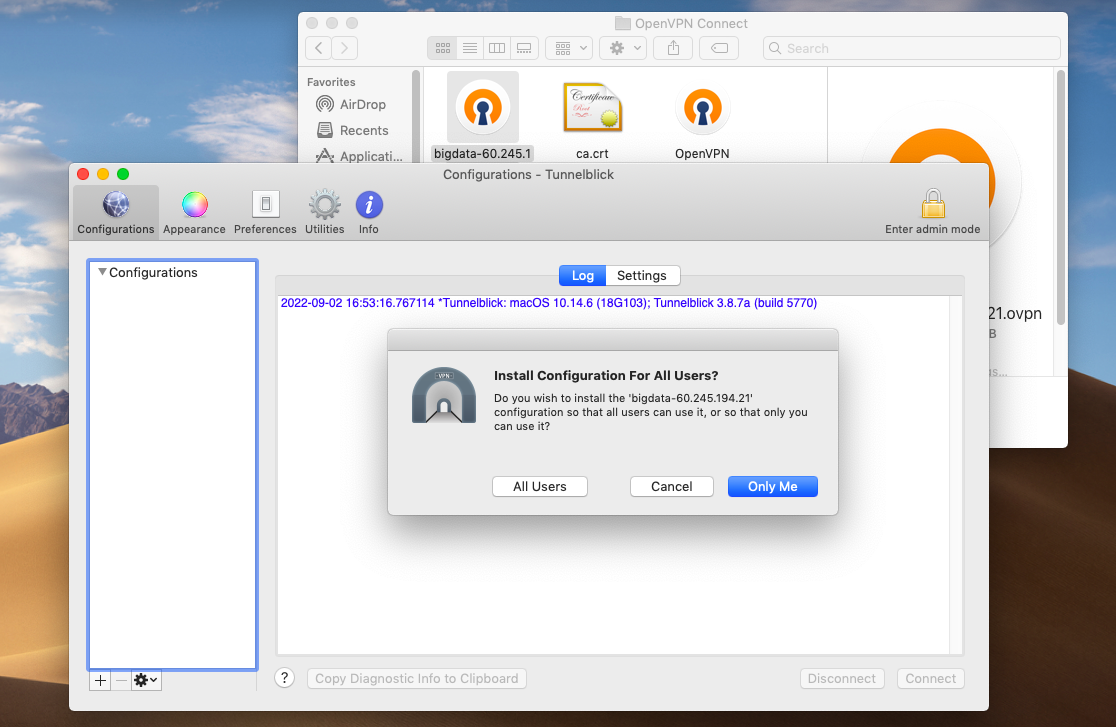 OpenVPN Connect
Search
Favorites
AirDrop
Recents
Applicati...
bigdata-60.245.1
ca.crt
OpenVPN
Certificate
Root
Configurations - Tunnelblick
Configurations
Appearance
Preferences
Utilities
Info
Enter admin mode
Configurations
Log
Settings
2022-09-02 16:53:16.767114 *Tunnelblick: macOS 10.14.6 (18G103); Tunnelblick 3.8.7a (build 5770)
21.ovpn
B
s...
VPN
Install Configuration For All Users?
Do you wish to install the 'bigdata-60.245.194.21'
configuration so that all users can use it, or so that only you
can use it?
All Users
Cancel
Only Me
?
Copy Diagnostic Info to Clipboard
Disconnect
Connect